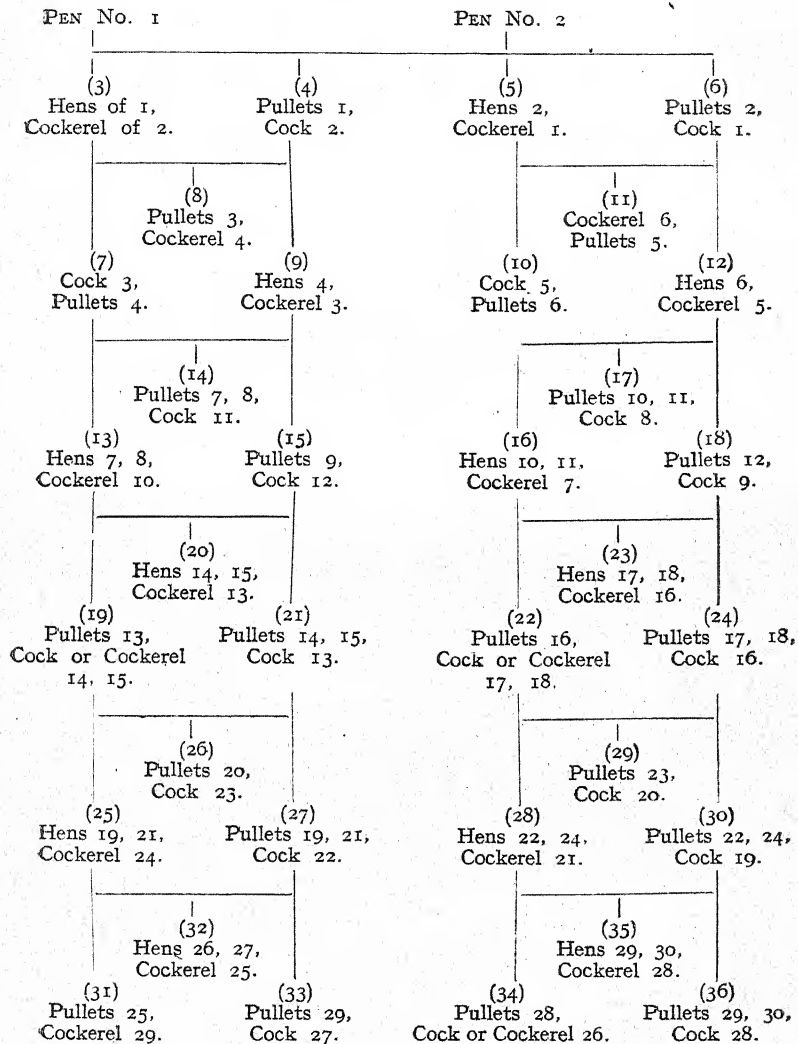 PEN No. 1 PEN No. 2
(3) (4) (5) (6)
Hens of 1, Pullets 1, Hens 2, Pullets 2,
Cockerel of 2. Cock 2. Cockerel 1. Cock 1.
(8) (11)
Pullets 3, Cockerel 6,
Cockerel 4. Pullets 5.
(7) (9) (10) (12)
Cock 3, Hens 4, Cock 5, Hens 6,
Pullets 4. Cockerel 3. Pullets 6. Cockerel 5.
(14) (17)
Pullets 7, 8, Pullets 10, 11,
Cock 11. Cock 8.
(13) (15) (16) (18)
Hens 7, 8, Pullets 9, Hens 10, 11, Pullets 12,
Cockerel 10. Cock 12. Cockerel 7. Cock 9.
(20) (23)
Hens 14, 15, Hens 17, 18,
Cockerel 13. Cockerel 16.
(19) (21) (22) (24)
Pullets 13, Pullets 14, 15, Pullets 16, Pullets 17, 18,
Cock or Cockerel Cock 13. Cock or Cockerel Cock 16.
14, 15. 17, 18.
(26) (29)
Pullets 20, Pullets 23,
Cock 23. Cock 20.
(25) (27) (28) (30)
Hens 19, 21, Pullets 19, 21, Hens 22, 24, Pullets 22, 24,
Cockerel 24. Cock 22. Cockerel 21. Cock 19.
(32) (35)
Hens 26, 27, Hens 29, 30,
Cockerel 25. Cockerel 28.
(31) (33) (34) (36)
Pullets 25, Pullets 29, Pullets 28, Pullets 29, 30,
Cockerel 29. Cock 27. Cock or Cockerel 26. Cock 28.